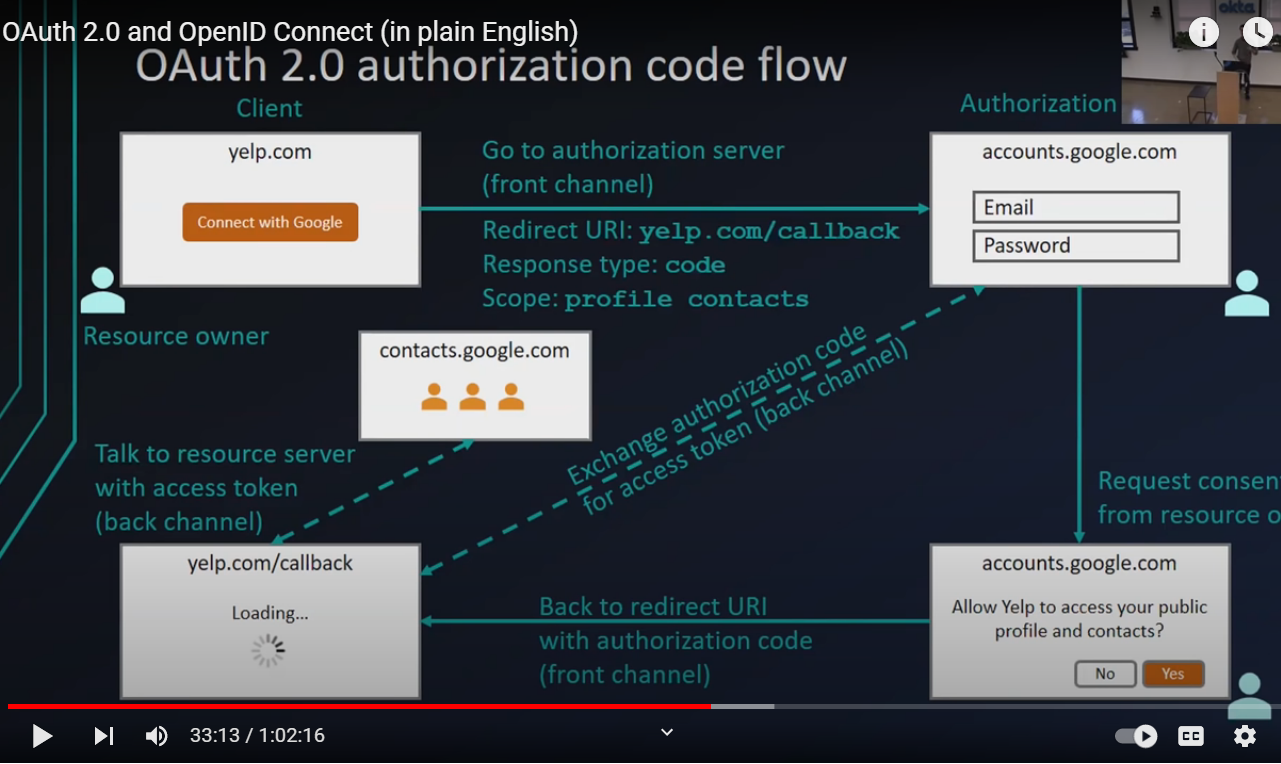 OAuth 2.0 and OpenID Connect (in plain English)
okta
OAuth 2.0 authorization code flow
Client
Authorization
yelp.com
Connect with Google
Go to authorization server
(front channel)
Redirect URI: yelp.com/callback
Response type: code
Scope: profile contacts
accounts.google.com
Email
Password
Resource owner
contacts.google.com
Exchange authorization code
for access token (back channel)
Talk to resource server
with access token
(back channel)
Request consen
from resource o
yelp.com/callback
Loading...
Back to redirect URI
with authorization code
(front channel)
accounts.google.com
Allow Yelp to access your public
profile and contacts?
No
Yes
33:13 / 1:02:16
CC